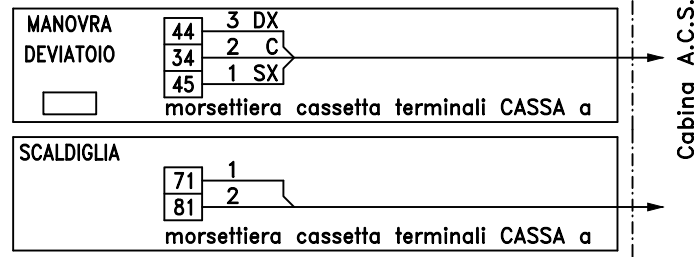 MANOVRA
DEVIATOIO
44 3 DX
34 2 C
45 1 SX
morsettiera cassetta terminali CASSA a
SCALDIGLIA
71 1
81 2
morsettiera cassetta terminali CASSA a
Cabina A.C.S.